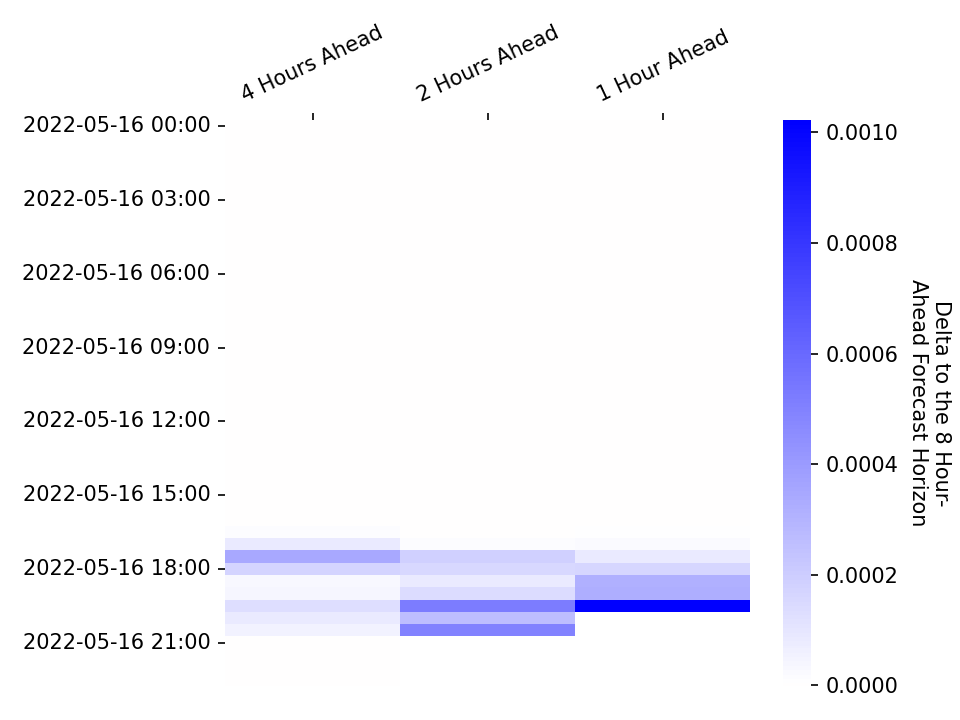 4 Hours Ahead
2 Hours Ahead
1 Hour Ahead
2022-05-16 00:00
2022-05-16 03:00
2022-05-16 06:00
2022-05-16 09:00
2022-05-16 12:00
2022-05-16 15:00
2022-05-16 18:00
2022-05-16 21:00
0.0010
0.0008
0.0006
0.0004
0.0002
0.0000
Delta to the 8 Hour-
Ahead Forecast Horizon